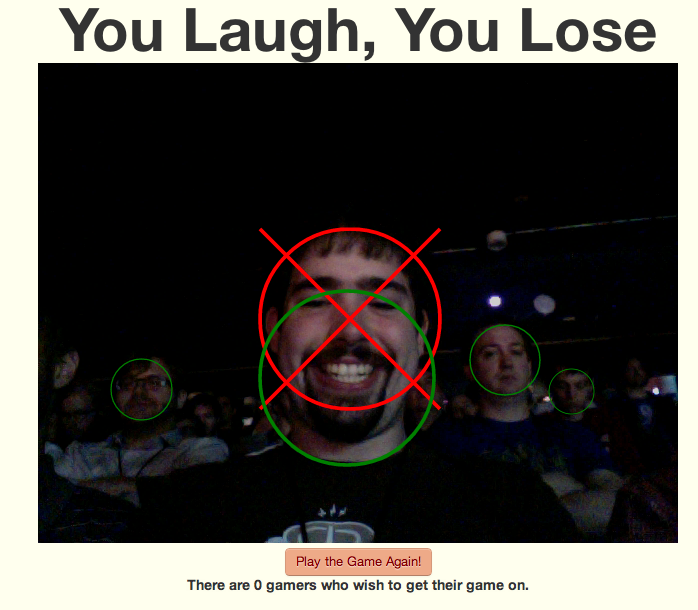 You Laugh, You Lose
Play the Game Again!
There are 0 gamers who wish to get their game on.